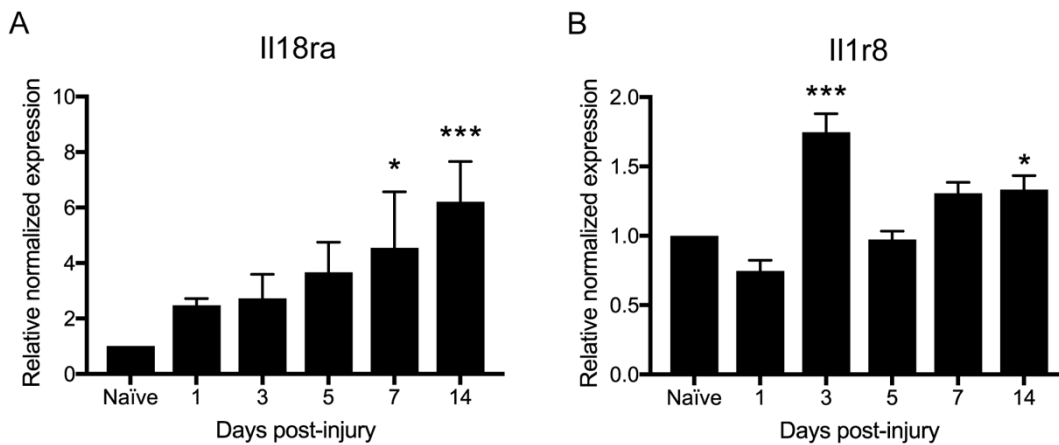 A
Il18ra
Relative normalized expression
10
8
6
4
2
0
*
***
Naïve 1 3 5 7 14
Days post-injury
B
Il1r8
Relative normalized expression
2.0
1.5
1.0
0.5
0.0
***
*
Naïve 1 3 5 7 14
Days post-injury